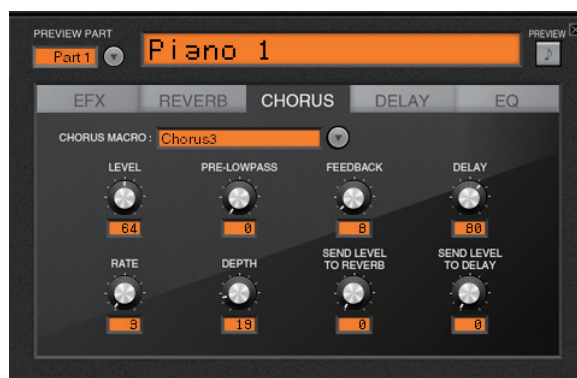 PREVIEW PART
Part 1
Piano 1
PREVIEW
EFX REVERB CHORUS DELAY EQ
CHORUS MACRO : Chorus3
LEVEL PRE-LOWPASS FEEDBACK DELAY
64 0 8 80
RATE DEPTH SEND LEVEL TO REVERB SEND LEVEL TO DELAY
3 19 0 0